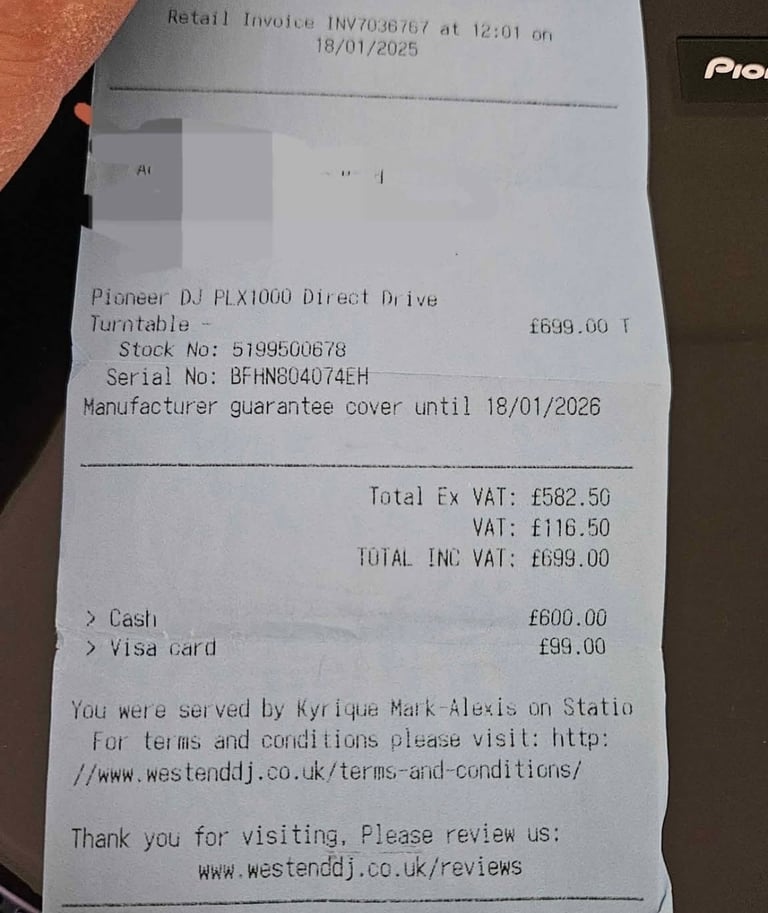 Retail Invoice INV7036767 at 12:01 on
18/01/2025
Pioneer DJ PLX1000 Direct Drive
Turntable - £699.00 T
Stock No: 5199500678
Serial No: BFHN804074EH
Manufacturer guarantee cover until 18/01/2026
Total Ex VAT: £582.50
VAT: £116.50
TOTAL INC VAT: £699.00
> Cash £600.00
> Visa card £99.00
You were served by Kyrique Mark-Alexis on Statio
For terms and conditions please visit: http:
//www.westenddj.co.uk/terms-and-conditions/
Thank you for visiting, Please review us:
www.westenddj.co.uk/reviews